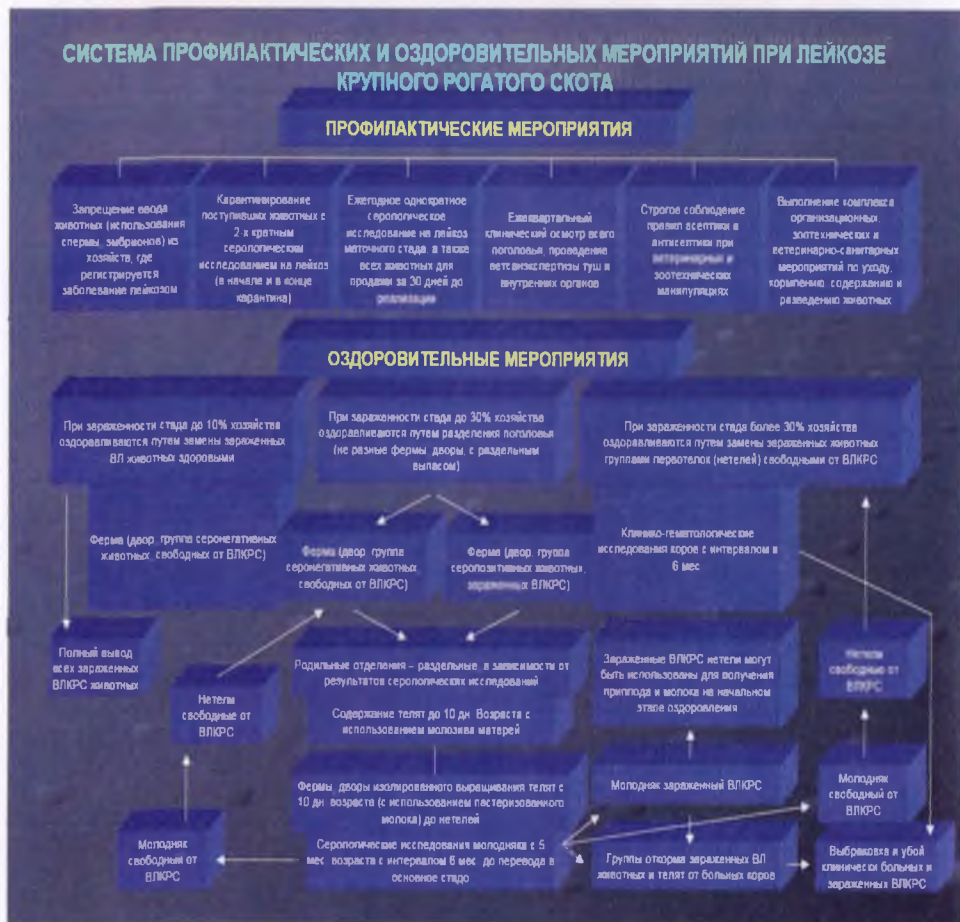 СИСТЕМА ПРОФИЛАКТИЧЕСКИХ И ОЗДОРОВИТЕЛЬНЫХ МЕРОПРИЯТИЙ ПРИ ЛЕЙКОЗЕ
КРУПНОГО РОГАТОГО СКОТА
ПРОФИЛАКТИЧЕСКИЕ МЕРОПРИЯТИЯ
Запрещение ввода
животных (использования
спермы, эмбрионов) из
хозяйств, где
регистрируется
заболевание лейкозом
Карантинирование
поступивших животных с
2-х кратным
серологическим
исследованием на лейкоз
(в начале и в конце
карантина)
Ежегодное однократное
серологическое
исследование на лейкоз
маточного стада, а также
всех животных для
продажи за 30 дней до
реализации
Ежеквартальный
клинический осмотр всего
поголовья, проведение
ветсанэкспертизы туш и
внутренних органов
Строгое соблюдение
правил асептики и
антисептики при
ветеринарных и
зоотехнических
манипуляциях
Выполнение комплекса
организационных,
зоотехнических и
ветеринарно-санитарных
мероприятий по уходу,
кормлению, содержанию и
разведению животных
ОЗДОРОВИТЕЛЬНЫЕ МЕРОПРИЯТИЯ
При зараженности стада до 10% хозяйства
оздоравливаются путем замены зараженных
ВЛ животных здоровыми
При зараженности стада до 30% хозяйства
оздоравливаются путем разделения поголовья
(не разные фермы, дворы, с раздельным
выпасом)
При зараженности стада более 30% хозяйства
оздоравливаются путем замены зараженных животных
группами первотелок (нетелей) свободными от ВЛКРС
Ферма (двор, группа серонегативных
животных, свободных от ВЛКРС)
Ферма (двор, группа
серонегативных животных,
свободных от ВЛКРС)
Ферма (двор, группа
серопозитивных животных,
зараженных ВЛКРС)
Клинико-гематологические
исследования коров с интервалом в
6 мес
Полный вывод
всех зараженных
ВЛКРС животных
Нетели
свободные от
ВЛКРС
Родильные отделения – раздельные, в зависимости от
результатов серологических исследований
Содержание телят до 10 дн. Возраста с
использованием молозива матерей
Зараженные ВЛКРС нетели могут
быть использованы для получения
приплода и молока на начальном
этапе оздоровления
Нетели
свободные от
ВЛКРС
Фермы, дворы изолированного выращивания телят с
10 дн. возраста (с использованием пастеризованного
молока) до нетелей
Молодняк зараженный ВЛКРС
Молодняк
свободный от
ВЛКРС
Молодняк
свободный от
ВЛКРС
Серологические исследования молодняка с 5
мес. возраста с интервалом 6 мес. до перевода в
основное стадо
Группы откорма зараженных ВЛ
животных и телят от больных коров
Выбраковка и убой
клинически больных и
зараженных ВЛКРС